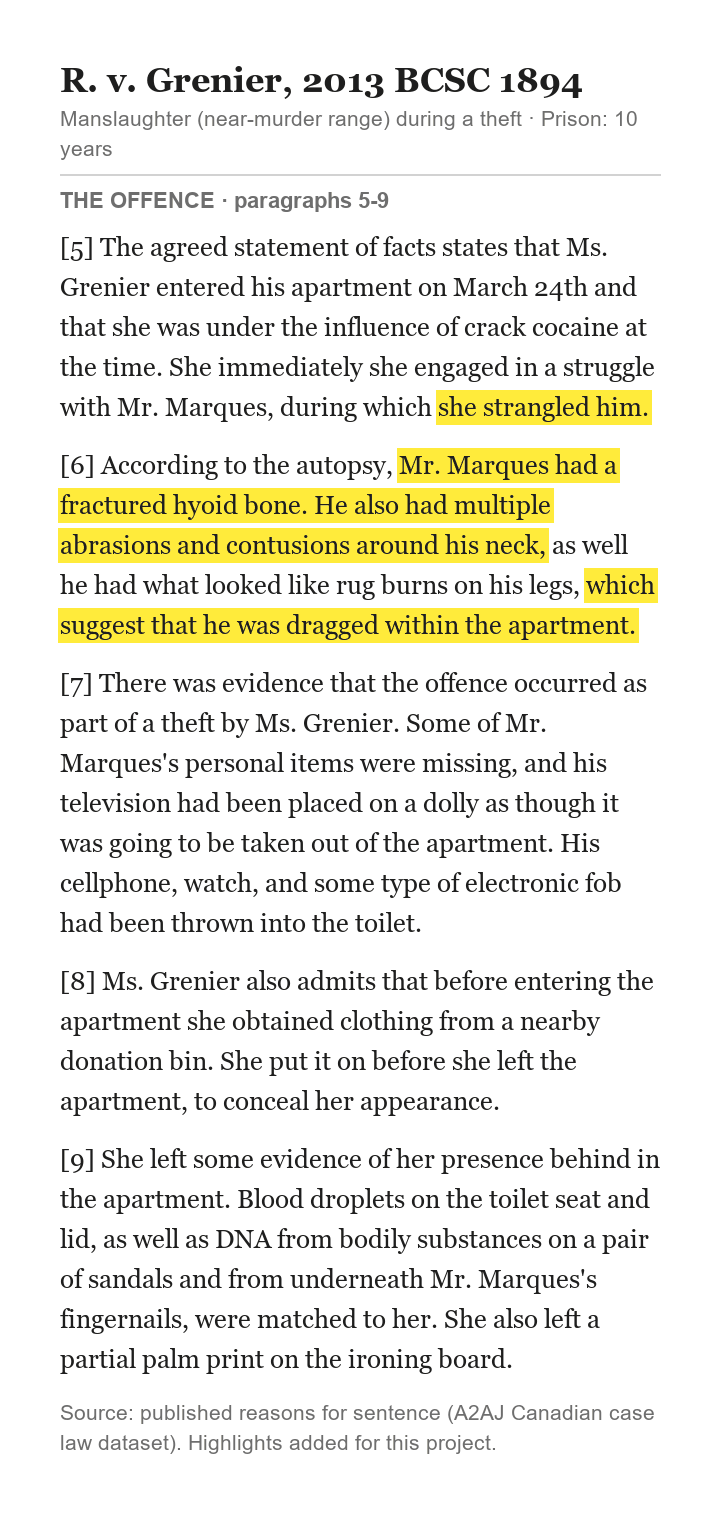 R. v. Grenier, 2013 BCSC 1894
Manslaughter (near-murder range) during a theft · Prison: 10
years
THE OFFENCE · paragraphs 5-9
[5] The agreed statement of facts states that Ms.
Grenier entered his apartment on March 24th and
that she was under the influence of crack cocaine at
the time. She immediately she engaged in a struggle
with Mr. Marques, during which she strangled him.
[6] According to the autopsy, Mr. Marques had a
fractured hyoid bone. He also had multiple
abrasions and contusions around his neck, as well
he had what looked like rug burns on his legs, which
suggest that he was dragged within the apartment.
[7] There was evidence that the offence occurred as
part of a theft by Ms. Grenier. Some of Mr.
Marques's personal items were missing, and his
television had been placed on a dolly as though it
was going to be taken out of the apartment. His
cellphone, watch, and some type of electronic fob
had been thrown into the toilet.
[8] Ms. Grenier also admits that before entering the
apartment she obtained clothing from a nearby
donation bin. She put it on before she left the
apartment, to conceal her appearance.
[9] She left some evidence of her presence behind in
the apartment. Blood droplets on the toilet seat and
lid, as well as DNA from bodily substances on a pair
of sandals and from underneath Mr. Marques's
fingernails, were matched to her. She also left a
partial palm print on the ironing board.
Source: published reasons for sentence (A2AJ Canadian case
law dataset). Highlights added for this project.